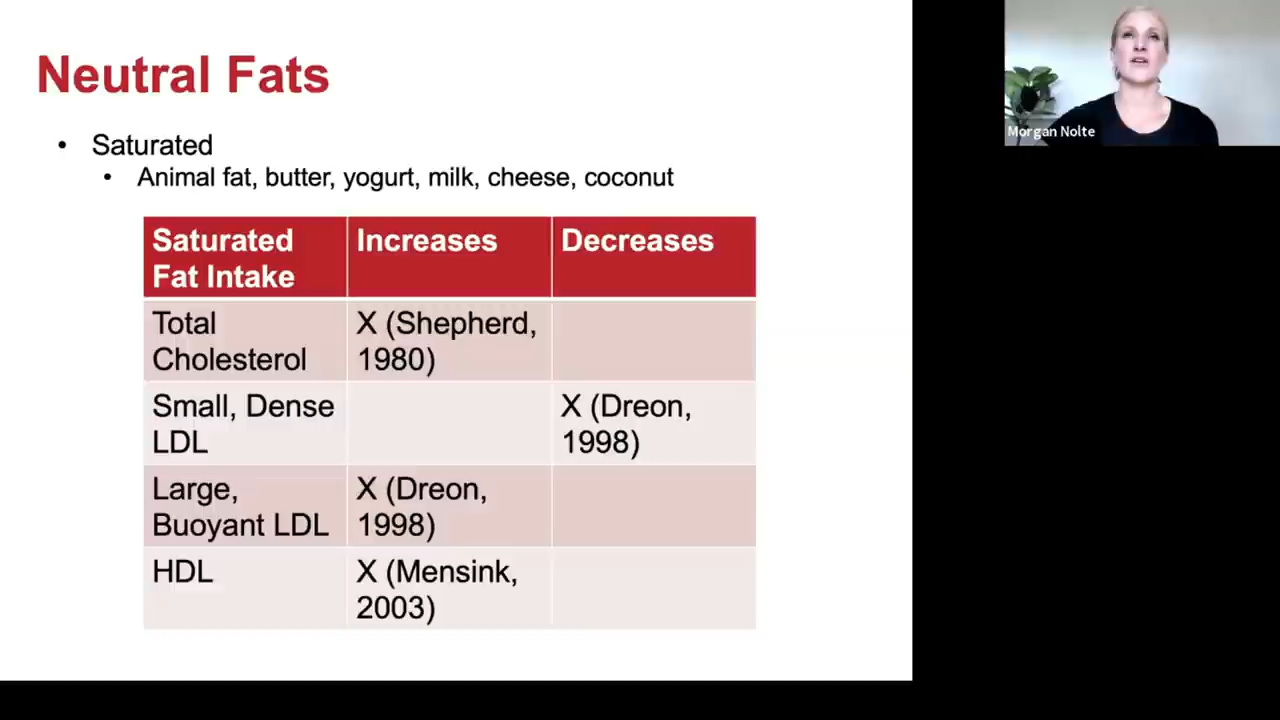 Neutral Fats
• Saturated
• Animal fat, butter, yogurt, milk, cheese, coconut
Saturated Fat Intake
Increases
Decreases
Total Cholesterol
X (Shepherd, 1980)
Small, Dense LDL
X (Dreon, 1998)
Large, Buoyant LDL
X (Dreon, 1998)
HDL
X (Mensink, 2003)
Morgan Nolte